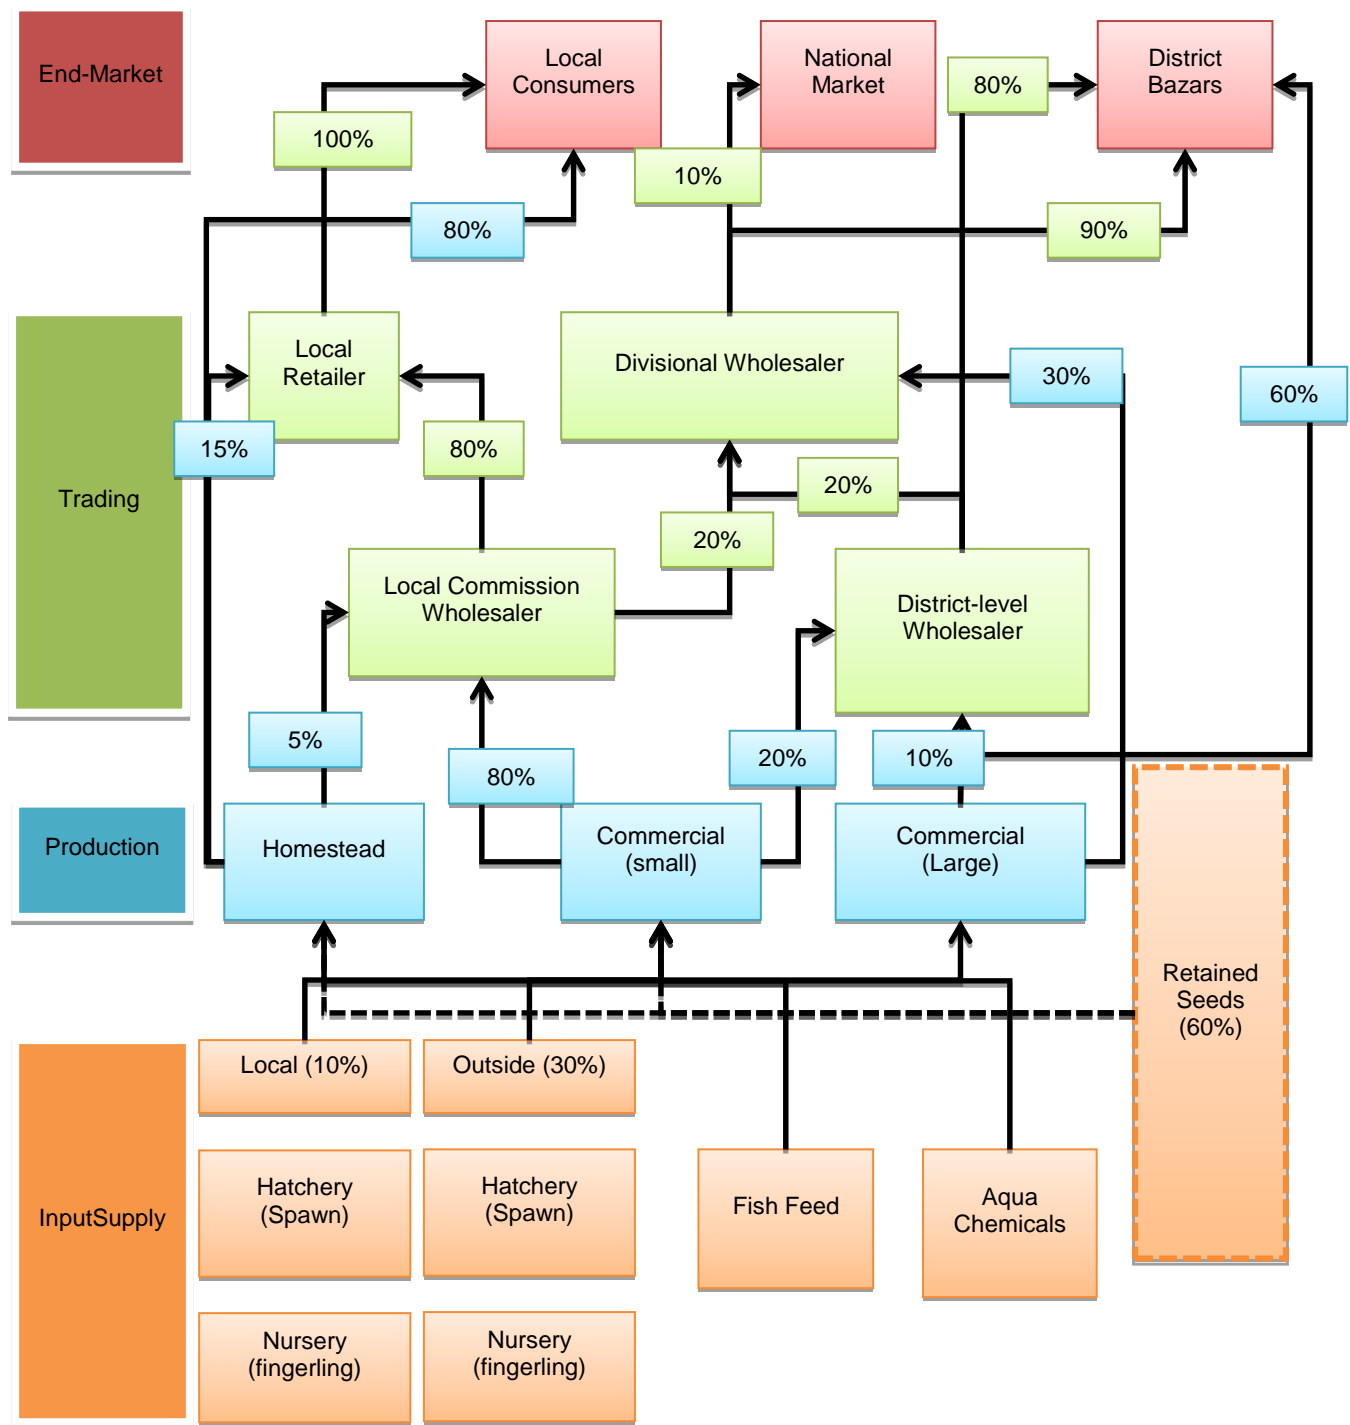 End-Market
Local
Consumers
National
Market
80%
District
Bazars
100%
10%
80%
90%
Local
Retailer
Divisional Wholesaler
30%
60%
15%
80%
Trading
20%
20%
Local Commission
Wholesaler
District-level
Wholesaler
5%
80%
20%
10%
Production
Homestead
Commercial
(small)
Commercial
(Large)
Retained
Seeds
(60%)
Local (10%)
Outside (30%)
InputSupply
Hatchery
(Spawn)
Hatchery
(Spawn)
Fish Feed
Aqua
Chemicals
Nursery
(fingerling)
Nursery
(fingerling)